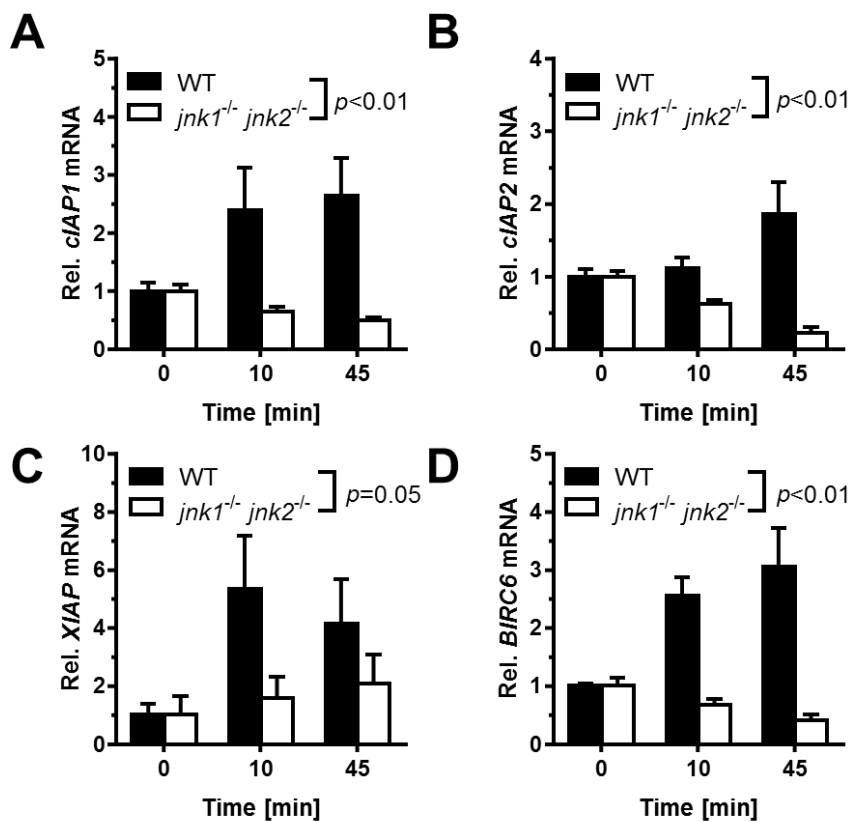 A
WT
jnk1-/- jnk2-/-
p<0.01
Rel. cIAP1 mRNA
5
4
3
2
1
0
0 10 45
Time [min]
B
WT
jnk1-/- jnk2-/-
p<0.01
Rel. cIAP2 mRNA
4
3
2
1
0
0 10 45
Time [min]
C
WT
jnk1-/- jnk2-/-
p=0.05
Rel. XIAP mRNA
10
8
6
4
2
0
0 10 45
Time [min]
D
WT
jnk1-/- jnk2-/-
p<0.01
Rel. BIRC6 mRNA
5
4
3
2
1
0
0 10 45
Time [min]